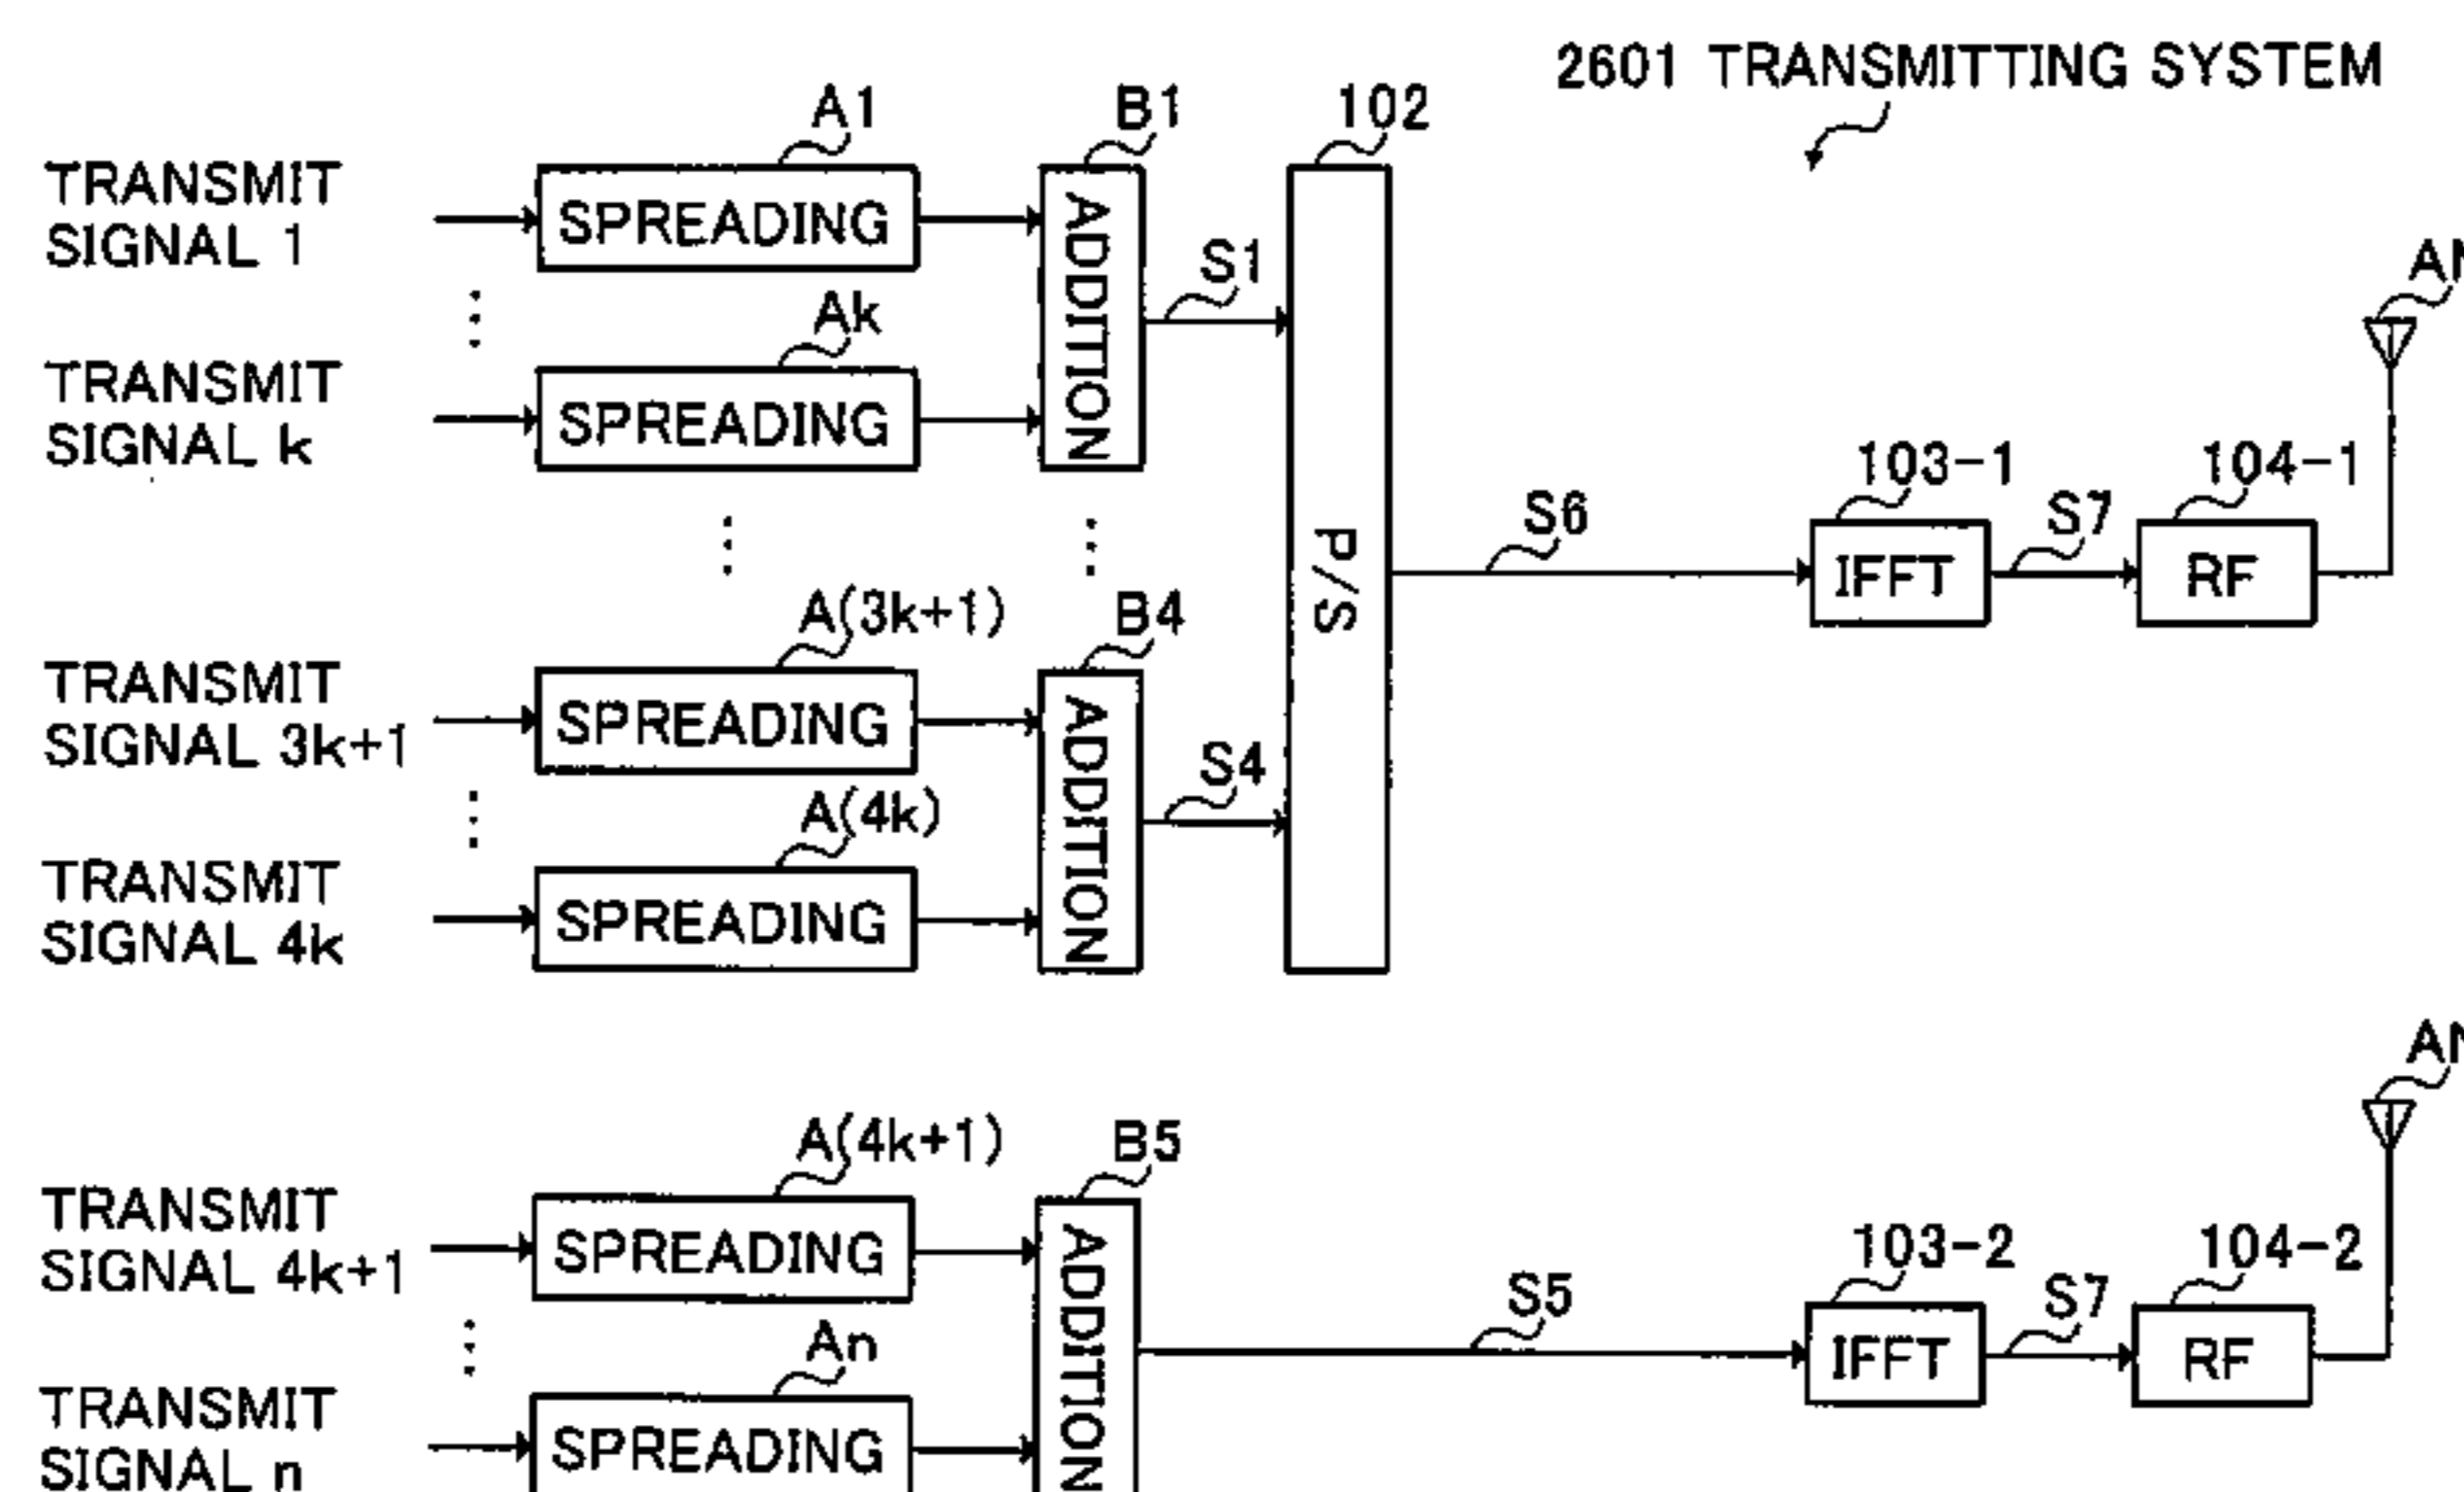 2601 TRANSMITTING SYSTEM
A1
B1
102
TRANSMIT
SIGNAL 1
SPREADING
ADDITION
S1
AN
Ak
TRANSMIT
SIGNAL k
SPREADING
P/S
S6
103-1
IFFT
S7
104-1
RF
A(3k+1)
B4
TRANSMIT
SIGNAL 3k+1
SPREADING
ADDITION
S4
A(4k)
TRANSMIT
SIGNAL 4k
SPREADING
AN
A(4k+1)
B5
TRANSMIT
SIGNAL 4k+1
SPREADING
ADDITION
S5
103-2
IFFT
S7
104-2
RF
An
TRANSMIT
SIGNAL n
SPREADING